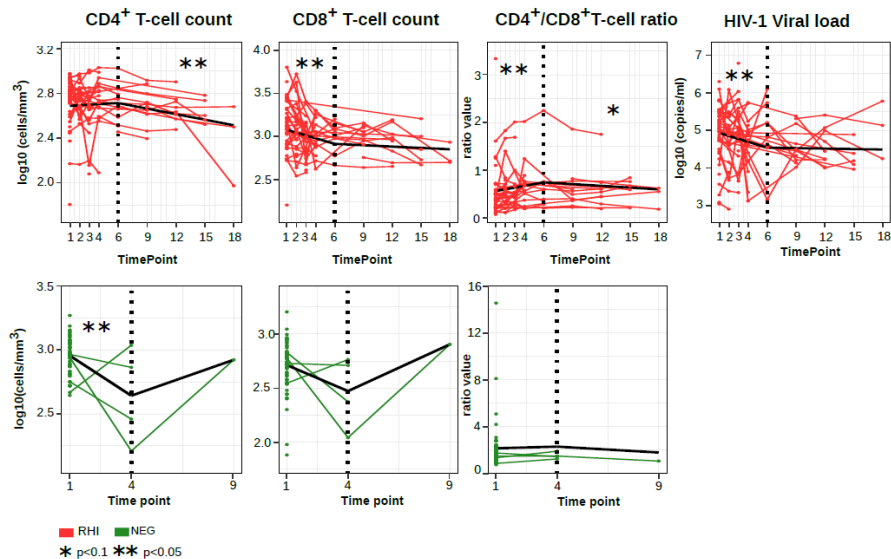 CD4+ T-cell count
CD8+ T-cell count
CD4+/CD8+T-cell ratio
HIV-1 Viral load
log10 (cells/mm³)
3.2
2.8
2.4
2.0
1 2 3 4 6 9 12 15 18
TimePoint
**
4.0
3.5
3.0
2.5
1 2 3 4 6 9 12 15 18
TimePoint
**
ratio value
3
2
1
0
1 2 3 4 6 9 12 15 18
TimePoint
**
*
log10 (copies/ml)
7
6
5
4
3
1 2 3 4 6 9 12 15 18
TimePoint
**
log10(cells/mm³)
3.5
3.0
2.5
1 4 9
Time point
**
3.0
2.5
2.0
1 4 9
Time point
ratio value
16
12
8
4
0
1 4 9
Time point
RHI NEG
* p<0.1 ** p<0.05